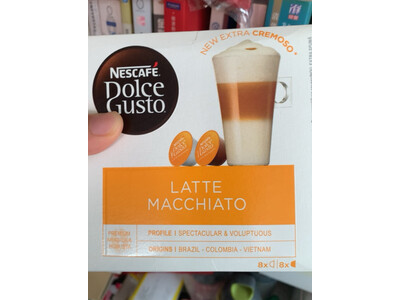 NEW EXTRA CREMOSO
NESCAFÉ
Dolce
Gusto
LATTE
MACCHIATO
PROFILE | SPECTACULAR & VOLUPTUOUS
ORIGINS | BRAZIL - COLOMBIA - VIETNAM
8x 8x